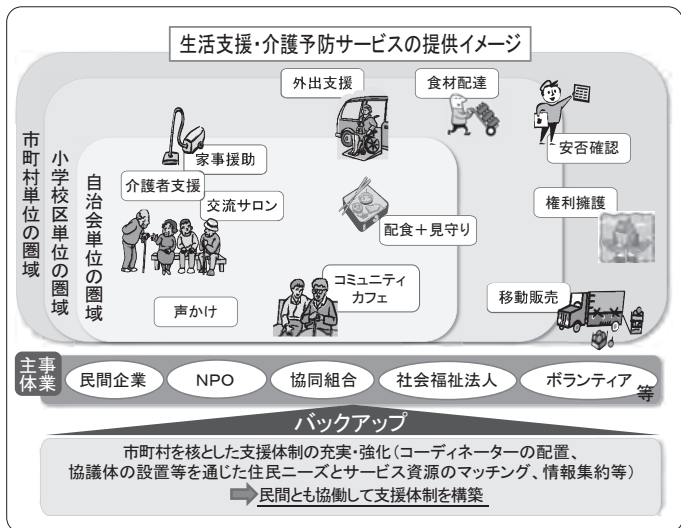 生活支援・介護予防サービスの提供イメージ
市町村単位の圏域
小学校区単位の圏域
自治会単位の圏域
外出支援
食材配達
安否確認
家事援助
介護者支援
交流サロン
権利擁護
配食＋見守り
コミュニティ
カフェ
声かけ
移動販売
事業
主体
民間企業
NPO
協同組合
社会福祉法人
ボランティア
等
バックアップ
市町村を核とした支援体制の充実・強化（コーディネーターの配置、
協議体の設置等を通じた住民ニーズとサービス資源のマッチング、情報集約等）
民間とも協働して支援体制を構築